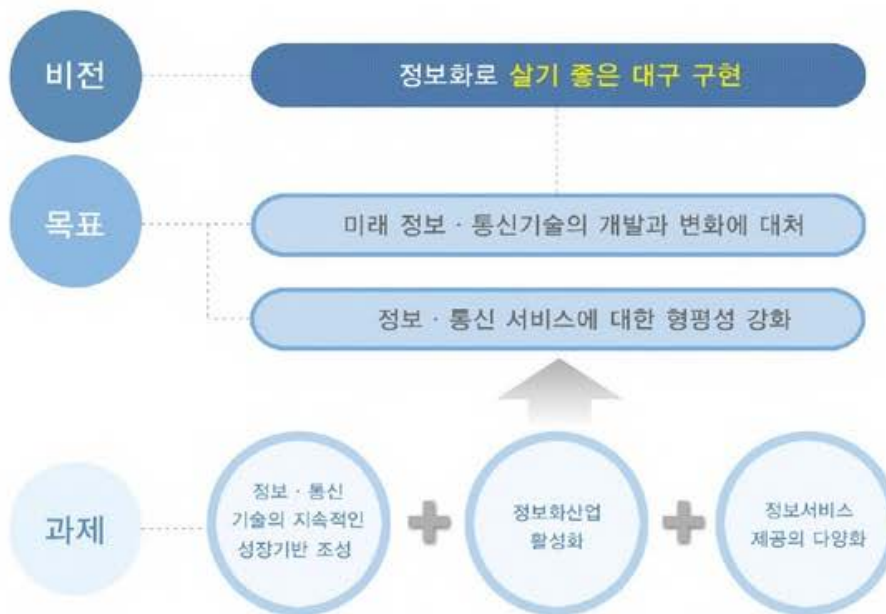 비전
정보화로 살기 좋은 대구 구현
목표
미래 정보 · 통신기술의 개발과 변화에 대처
정보 · 통신 서비스에 대한 형평성 강화
과제
정보 · 통신
기술의 지속적인
성장기반 조성
정보화산업
활성화
정보서비스
제공의 다양화